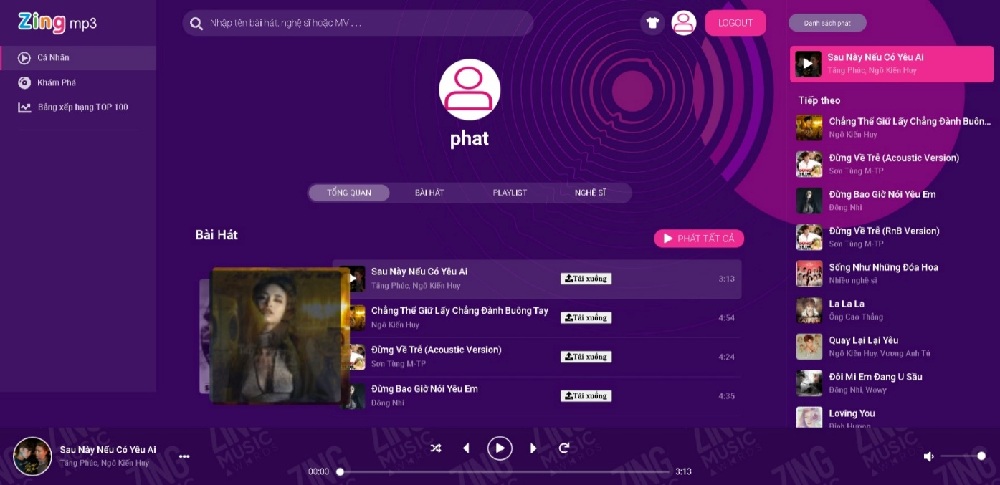 Zing mp3
Cá Nhân
Khám Phá
Bảng xếp hạng TOP 100
Nhập tên bài hát, nghệ sĩ hoặc MV . . .
LOGOUT
phat
TỔNG QUAN
BÀI HÁT
PLAYLIST
NGHỆ SĨ
Bài Hát
PHÁT TẤT CẢ
Sau Này Nếu Có Yêu Ai
Tăng Phúc, Ngô Kiến Huy
Tải xuống
3:13
Chẳng Thể Giữ Lấy Chẳng Đành Buông Tay
Ngô Kiến Huy
Tải xuống
4:54
Đừng Về Trễ (Acoustic Version)
Sơn Tùng M-TP
Tải xuống
4:24
Đừng Bao Giờ Nói Yêu Em
Đông Nhi
Tải xuống
4:35
Danh sách phát
Sau Này Nếu Có Yêu Ai
Tăng Phúc, Ngô Kiến Huy
Tiếp theo
Chẳng Thể Giữ Lấy Chẳng Đành Buôn...
Ngô Kiến Huy
Đừng Về Trễ (Acoustic Version)
Sơn Tùng M-TP
Đừng Bao Giờ Nói Yêu Em
Đông Nhi
Đừng Về Trễ (RnB Version)
Sơn Tùng M-TP
Sống Như Những Đóa Hoa
Nhiều nghệ sĩ
La La La
Ông Cao Thắng
Quay Lại Lại Yêu
Ngô Kiến Huy, Vương Anh Tú
Đôi Mi Em Đang U Sầu
Đông Nhi, Wowy
Loving You
Đinh Hương
Sau Này Nếu Có Yêu Ai
Tăng Phúc, Ngô Kiến Huy
00:00
3:13
ZING MUSIC AWARDS